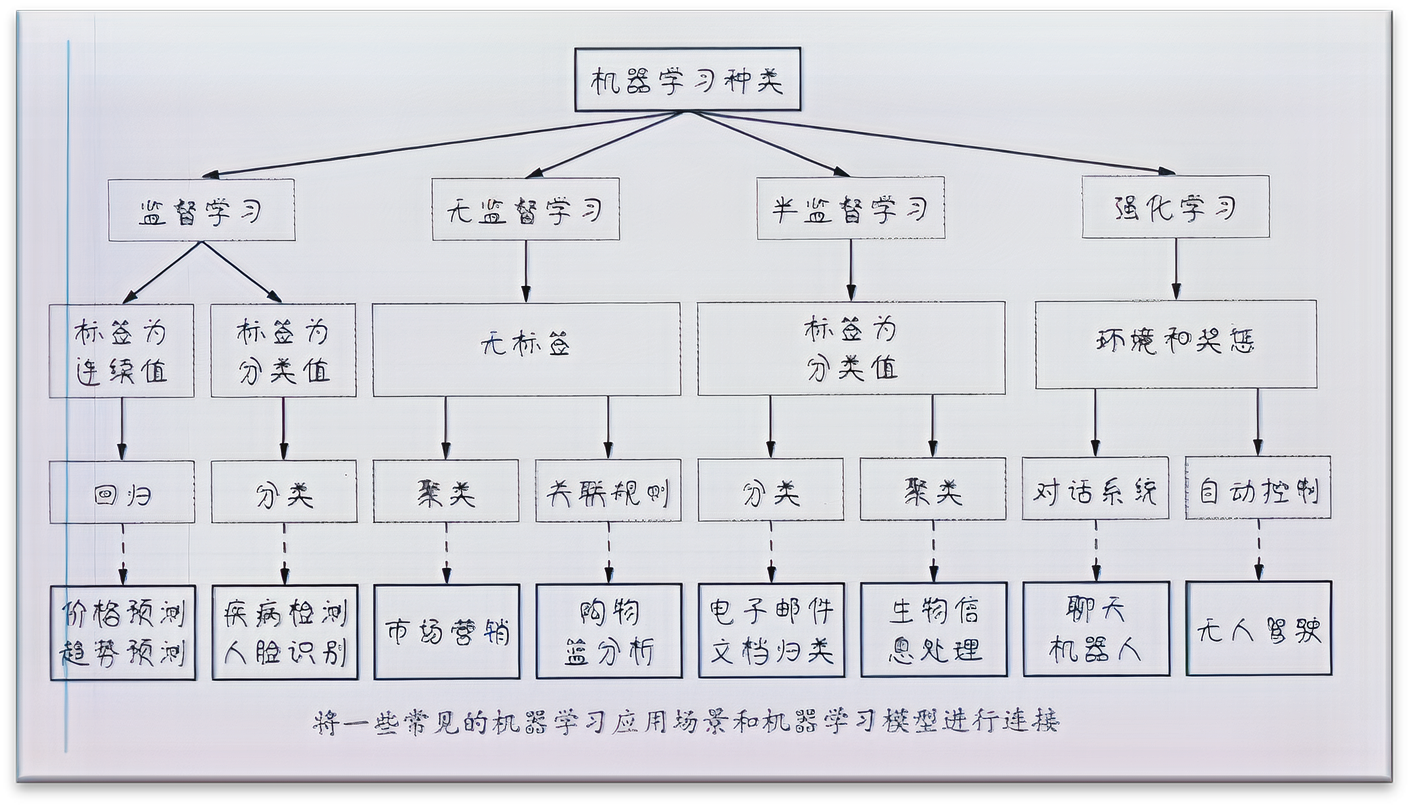 机器学习种类
监督学习
无监督学习
半监督学习
强化学习
标签为
连续值
标签为
分类值
无标签
标签为
分类值
环境和奖惩
回归
分类
聚类
关联规则
分类
聚类
对话系统
自动控制
价格预测
趋势预测
疾病检测
人脸识别
市场营销
购物
篮分析
电子邮件
文档归类
生物信
息处理
聊天
机器人
无人驾驶
将一些常见的机器学习应用场景和机器学习模型进行连接